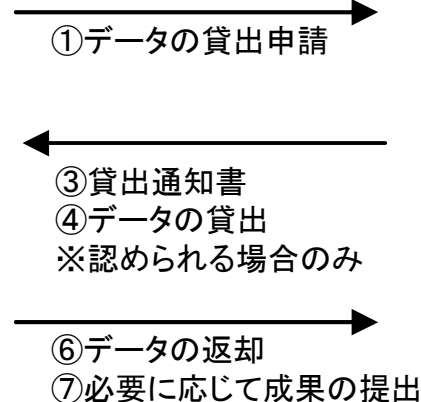 ①データの貸出申請
③貸出通知書
④データの貸出
※認められる場合のみ
⑥データの返却
⑦必要に応じて成果の提出